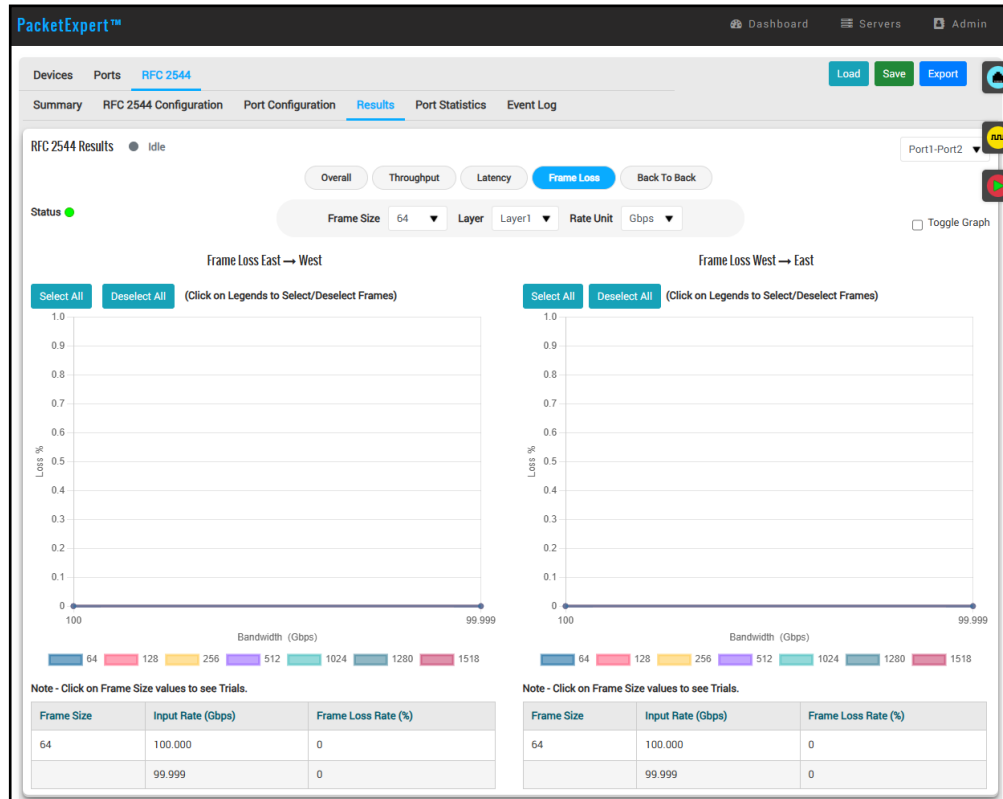 PacketExpert™ Dashboard Servers Admin
Devices Ports RFC 2544 Load Save Export
Summary RFC 2544 Configuration Port Configuration Results Port Statistics Event Log
RFC 2544 Results Idle Port1-Port2
Overall Throughput Latency Frame Loss Back To Back
Status Frame Size 64 Layer Layer1 Rate Unit Gbps Toggle Graph
Frame Loss East → West
Select All Deselect All (Click on Legends to Select/Deselect Frames)
1.0
0.9
0.8
0.7
0.6
0.5
0.4
0.3
0.2
0.1
0
Loss %
100 99.999
Bandwidth (Gbps)
64 128 256 512 1024 1280 1518
Note - Click on Frame Size values to see Trials.
Frame Size Input Rate (Gbps) Frame Loss Rate (%)
64 100.000 0
99.999 0
Frame Loss West → East
Select All Deselect All (Click on Legends to Select/Deselect Frames)
1.0
0.9
0.8
0.7
0.6
0.5
0.4
0.3
0.2
0.1
0
Loss %
100 99.999
Bandwidth (Gbps)
64 128 256 512 1024 1280 1518
Note - Click on Frame Size values to see Trials.
Frame Size Input Rate (Gbps) Frame Loss Rate (%)
64 100.000 0
99.999 0